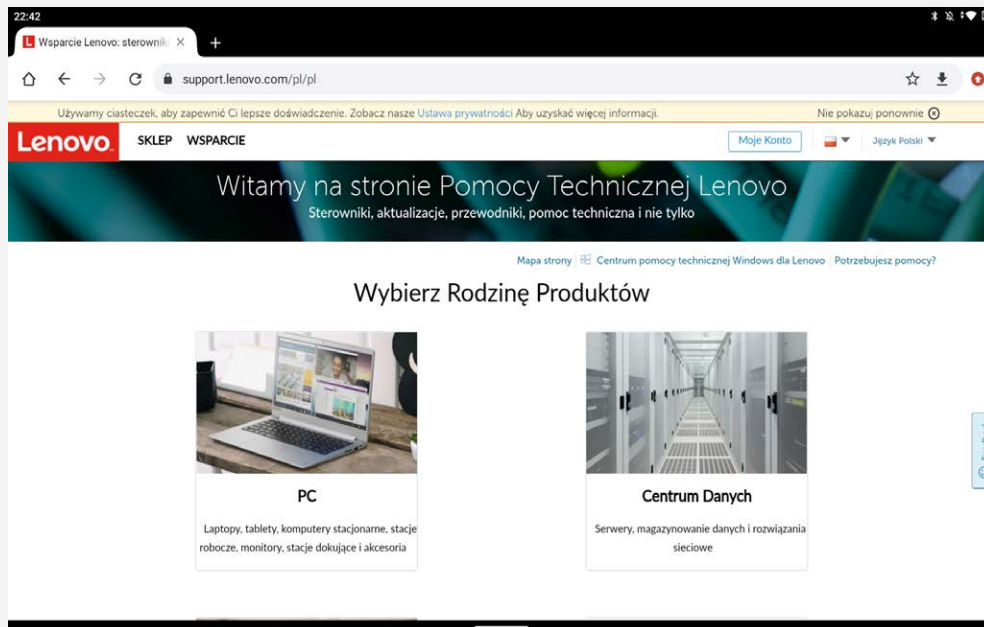 22:42
Wsparcie Lenovo: sterowniki
support.lenovo.com/pl/pl
Używamy ciasteczek, aby zapewnić Ci lepsze doświadczenie. Zobacz nasze Ustawa prywatności Aby uzyskać więcej informacji. Nie pokazuj ponownie
Lenovo SKLEP WSPARCIE Moje Konto Język Polski
Witamy na stronie Pomocy Technicznej Lenovo
Sterowniki, aktualizacje, przewodniki, pomoc techniczna i nie tylko
Mapa strony Centrum pomocy technicznej Windows dla Lenovo Potrzebujesz pomocy?
Wybierz Rodzinę Produktów
PC
Laptopy, tablety, komputery stacjonarne, stacje
robocze, monitory, stacje dokujące i akcesoria
Centrum Danych
Serwery, magazynowanie danych i rozwiązania
sieciowe